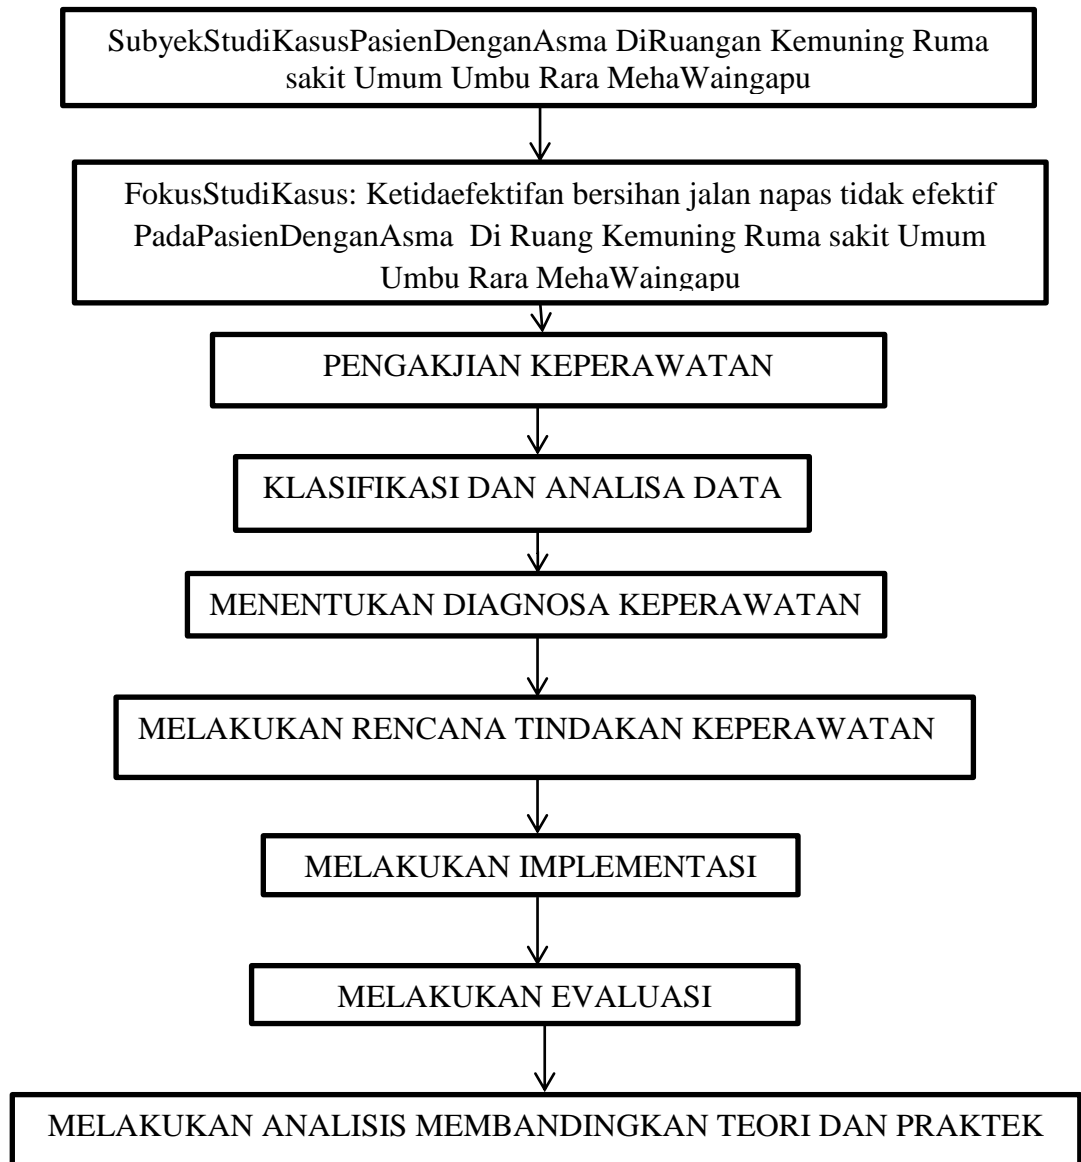 SubyekStudiKasusPasienDenganAsma DiRuangan Kemuning Ruma
sakit Umum Umbu Rara MehaWaingapu
FokusStudiKasus: Ketidaefektifan bersihan jalan napas tidak efektif
PadaPasienDenganAsma Di Ruang Kemuning Ruma sakit Umum
Umbu Rara MehaWaingapu
PENGAKJIAN KEPERAWATAN
KLASIFIKASI DAN ANALISA DATA
MENENTUKAN DIAGNOSA KEPERAWATAN
MELAKUKAN RENCANA TINDAKAN KEPERAWATAN
MELAKUKAN IMPLEMENTASI
MELAKUKAN EVALUASI
MELAKUKAN ANALISIS MEMBANDINGKAN TEORI DAN PRAKTEK